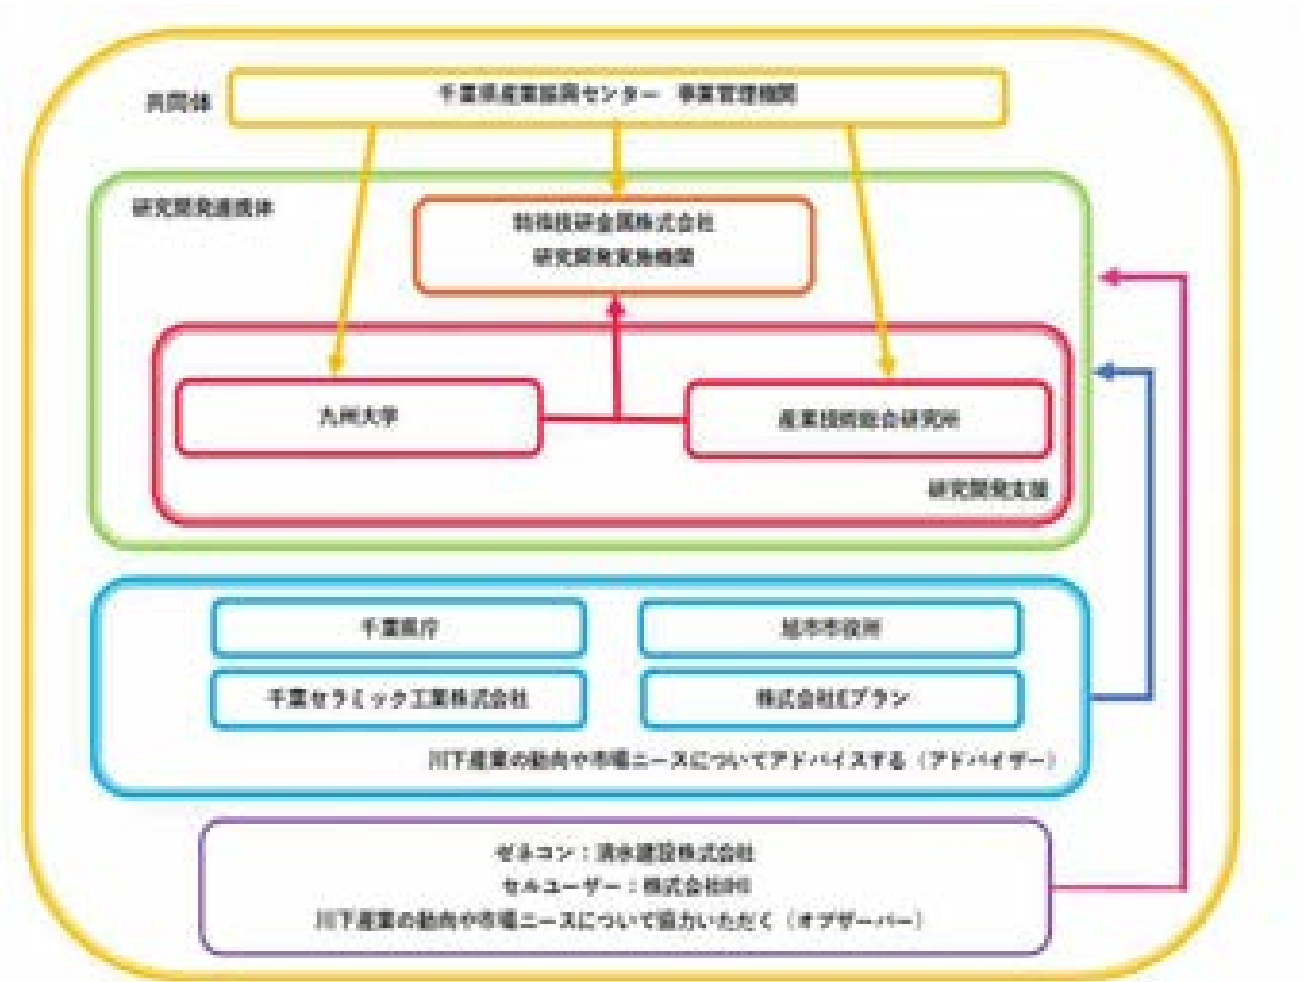 共同体
千葉県産業振興センター 事業管理機関
研究開発連携体
技研金属株式会社
研究開発実施機関
九州大学
産業技術総合研究所
研究開発支援
千葉県庁
旭市市役所
千葉セラミック工業株式会社
株式会社Eプラン
川下産業の動向や市場ニースについてアドバイスする（アドバイザー）
ゼネコン：清水建設株式会社
セルユーザー：株式会社IHI
川下産業の動向や市場ニースについて協力いただく（オブザーバー）